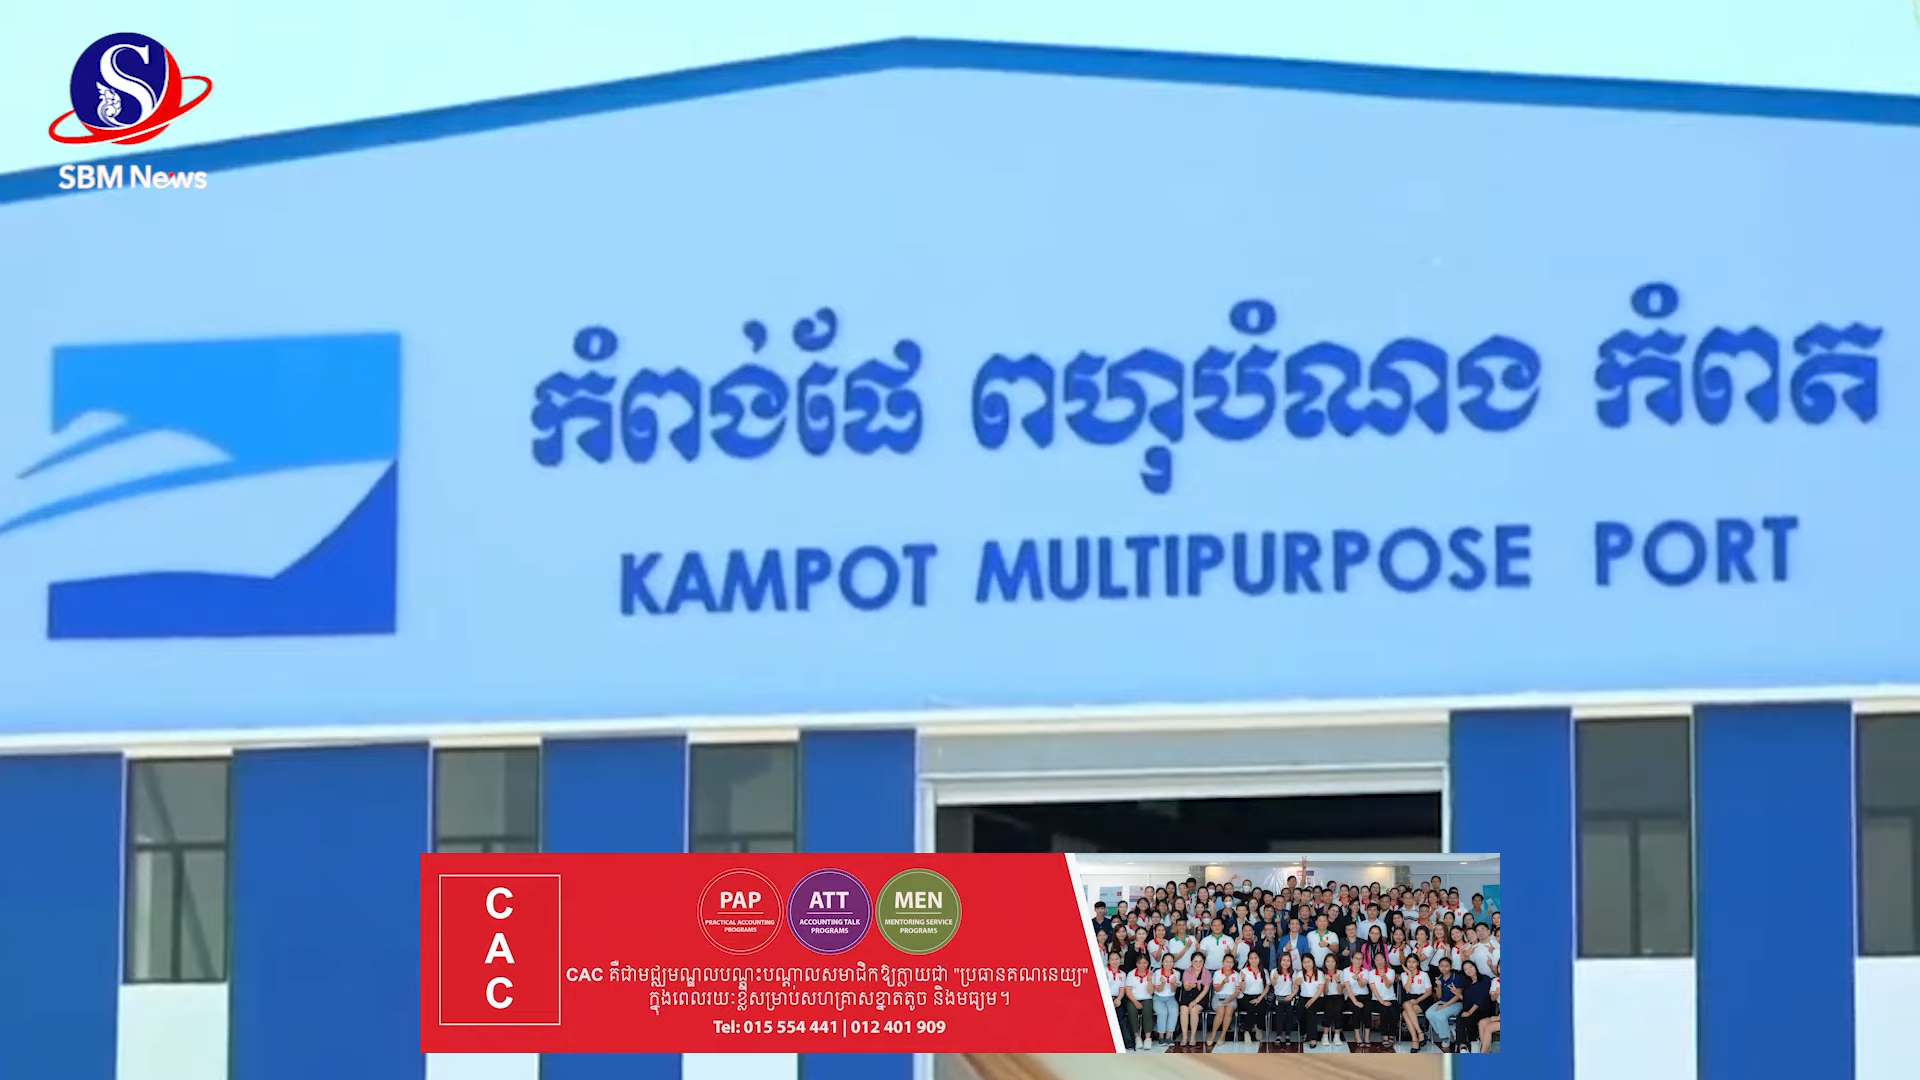 SBM News
កំពង់ផែ ពហុបំណង កំពត
KAMPOT MULTIPURPOSE PORT
C
A
C
PAP
PRACTICAL ACCOUNTING
PROGRAMS
ATT
ACCOUNTING TALK
PROGRAMS
MEN
MENTORING SERVICE
PROGRAMS
CAC គឺជាមជ្ឈមណ្ឌលបណ្តុះបណ្តាលសមាជិកឱ្យក្លាយជា "ប្រធានគណនេយ្យ"
ក្នុងពេលរយៈខ្លីសម្រាប់សហគ្រាសខ្នាតតូច និងមធ្យម។
Tel: 015 554 441 | 012 401 909